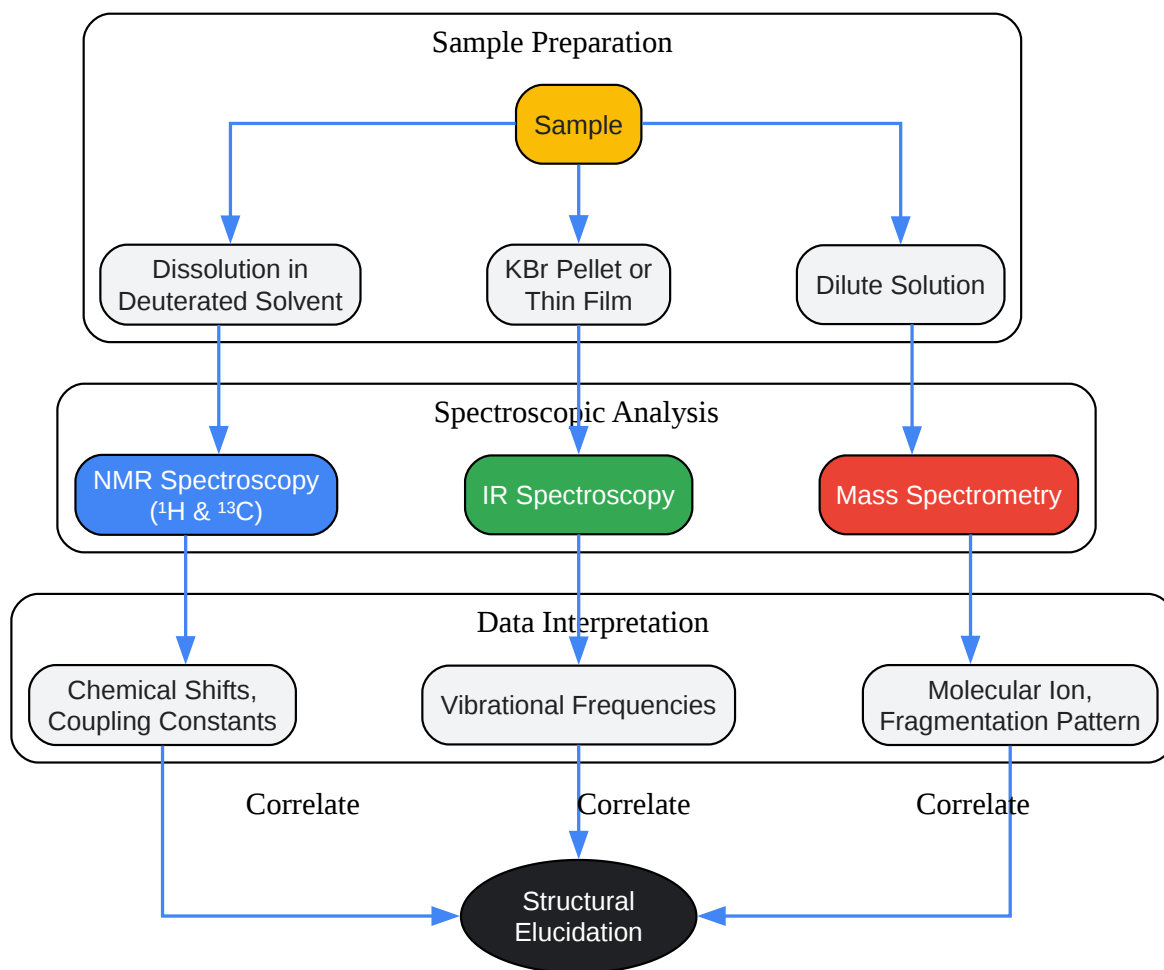 Sample Preparation
Sample
Dissolution in
Deuterated Solvent
KBr Pellet or
Thin Film
Dilute Solution
Spectroscopic Analysis
NMR Spectroscopy
(¹H & ¹³C)
IR Spectroscopy
Mass Spectrometry
Data Interpretation
Chemical Shifts,
Coupling Constants
Vibrational Frequencies
Molecular Ion,
Fragmentation Pattern
Correlate
Correlate
Correlate
Structural
Elucidation